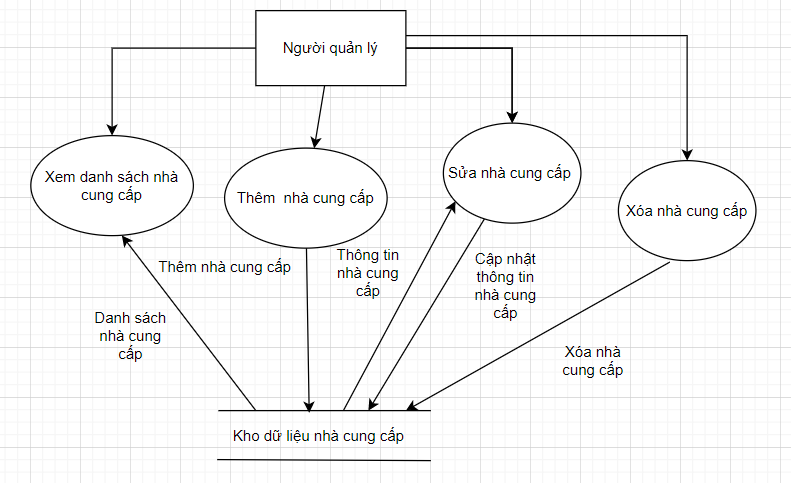 Người quản lý
Xem danh sách nhà
cung cấp
Thêm nhà cung cấp
Sửa nhà cung cấp
Xóa nhà cung cấp
Thêm nhà cung cấp
Thông tin
nhà cung
cấp
Cập nhật
thông tin
nhà cung
cấp
Danh sách
nhà cung
cấp
Xóa nhà
cung cấp
Kho dữ liệu nhà cung cấp